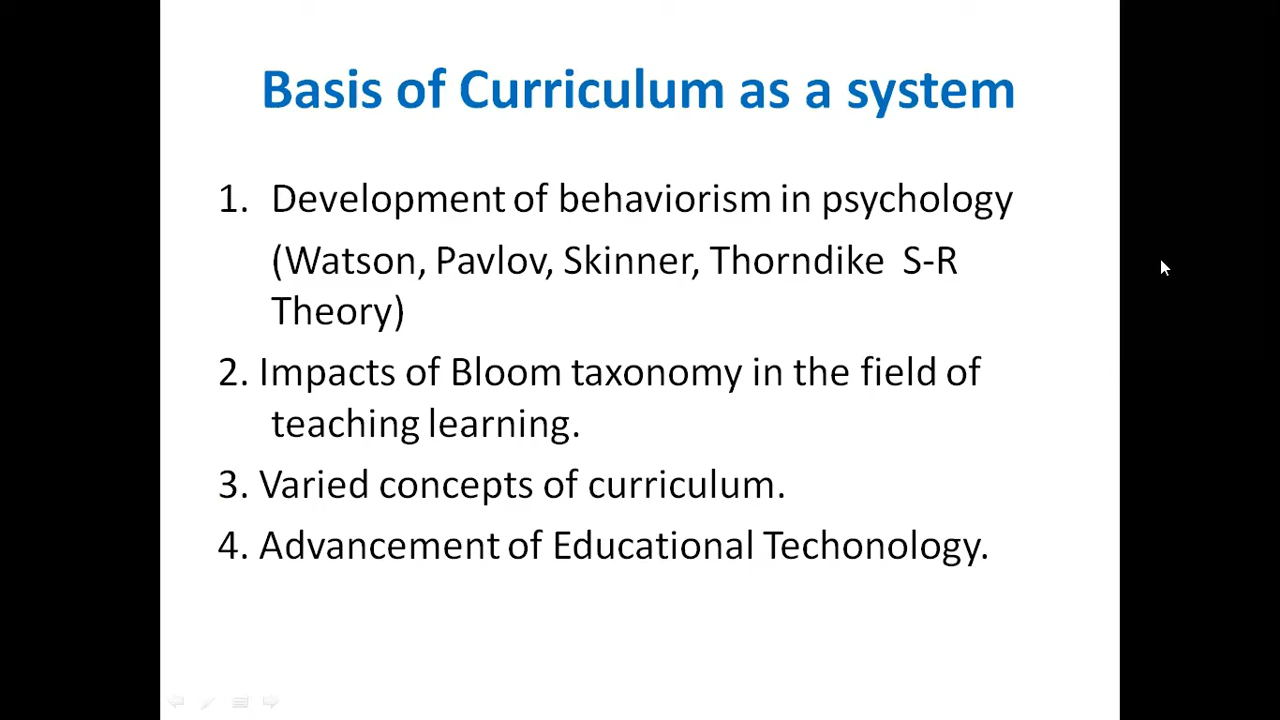 Basis of Curriculum as a system
1. Development of behaviorism in psychology
(Watson, Pavlov, Skinner, Thorndike S-R
Theory)
2. Impacts of Bloom taxonomy in the field of
teaching learning.
3. Varied concepts of curriculum.
4. Advancement of Educational Techonology.